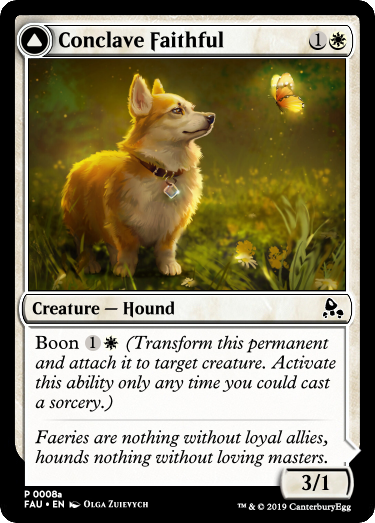 Conclave Faithful 1
Creature — Hound
Boon 1 (Transform this permanent
and attach it to target creature. Activate
this ability only any time you could cast
a sorcery.)
Faeries are nothing without loyal allies,
hounds nothing without loving masters.
3/1
P 0008a
FAU • EN Olga Zuievych
™ & © 2019 CanterburyEgg